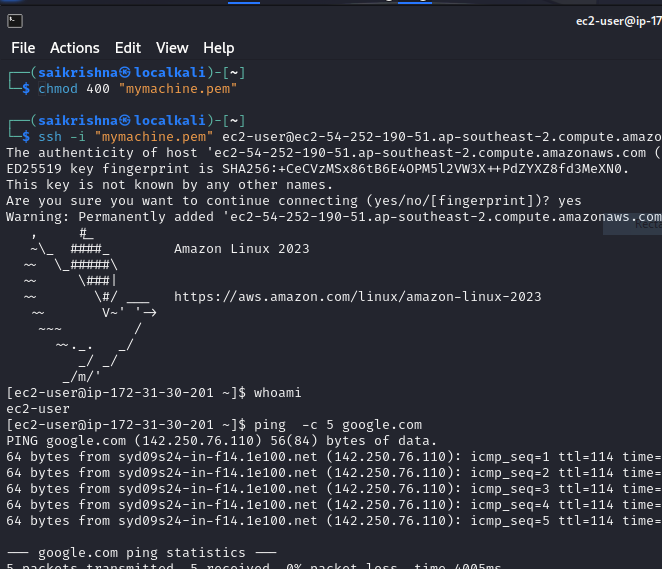 ec2-user@ip-17
File Actions Edit View Help
┌──(saikrishna㉿localkali)-[~]
└─$ chmod 400 "mymachine.pem"
┌──(saikrishna㉿localkali)-[~]
└─$ ssh -i "mymachine.pem" ec2-user@ec2-54-252-190-51.ap-southeast-2.compute.amazo
The authenticity of host 'ec2-54-252-190-51.ap-southeast-2.compute.amazonaws.com (
ED25519 key fingerprint is SHA256:+CeCVzMSx86tB6E4OPM5l2VW3X++PdZYXZ8fd3MeXN0.
This key is not known by any other names.
Are you sure you want to continue connecting (yes/no/[fingerprint])? yes
Warning: Permanently added 'ec2-54-252-190-51.ap-southeast-2.compute.amazonaws.com
   ,     #_
   ~\_  ####_        Amazon Linux 2023
  ~~  \_#####\
  ~~     \###|
  ~~       \#/ ___   https://aws.amazon.com/linux/amazon-linux-2023
   ~~       V~' '->
    ~~~         /
      ~~._.   _/
         _/ _/
       _/m/'
[ec2-user@ip-172-31-30-201 ~]$ whoami
ec2-user
[ec2-user@ip-172-31-30-201 ~]$ ping  -c 5 google.com
PING google.com (142.250.76.110) 56(84) bytes of data.
64 bytes from syd09s24-in-f14.1e100.net (142.250.76.110): icmp_seq=1 ttl=114 time=
64 bytes from syd09s24-in-f14.1e100.net (142.250.76.110): icmp_seq=2 ttl=114 time=
64 bytes from syd09s24-in-f14.1e100.net (142.250.76.110): icmp_seq=3 ttl=114 time=
64 bytes from syd09s24-in-f14.1e100.net (142.250.76.110): icmp_seq=4 ttl=114 time=
64 bytes from syd09s24-in-f14.1e100.net (142.250.76.110): icmp_seq=5 ttl=114 time=
--- google.com ping statistics ---
5 packets transmitted, 5 received, 0% packet loss, time 4005ms